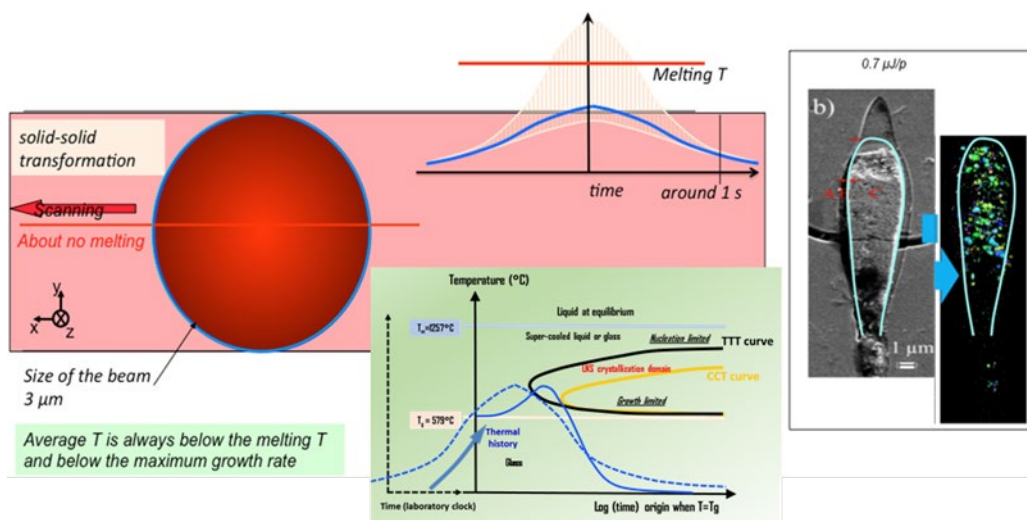 Melting T
time
around 1 s
solid-solid
transformation
Scanning
About no melting
y
x
z
Size of the beam
3 µm
Average T is always below the melting T
and below the maximum growth rate
Temperature (°C)
Liquid at equilibrium
Tₘ=1257°C
Super-cooled liquid or glass
Nucleation limited
TTT curve
LNS crystallization domain
CCT curve
Growth limited
T_g = 579°C
Thermal
history
Glass
Time (laboratory clock)
Log (time) origin when T=Tg
0.7 µJ/p
b)
C
1 µm